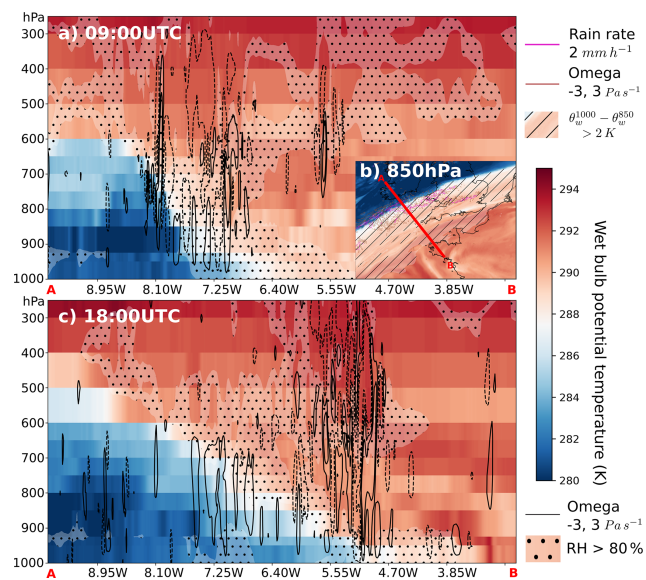 hPa
a) 09:00UTC
300
400
500
600
700
800
900
1000
b) 850hPa
B
A 8.95W 8.10W 7.25W 6.40W 5.55W 4.70W 3.85W B
hPa
c) 18:00UTC
300
400
500
600
700
800
900
1000
A 8.95W 8.10W 7.25W 6.40W 5.55W 4.70W 3.85W B
Rain rate
2 mm h⁻¹
Omega
-3, 3 Pa s⁻¹
θ_w^1000 − θ_w^850
> 2 K
294
292
290
288
286
284
282
280
Wet bulb potential temperature (K)
Omega
-3, 3 Pa s⁻¹
RH > 80 %